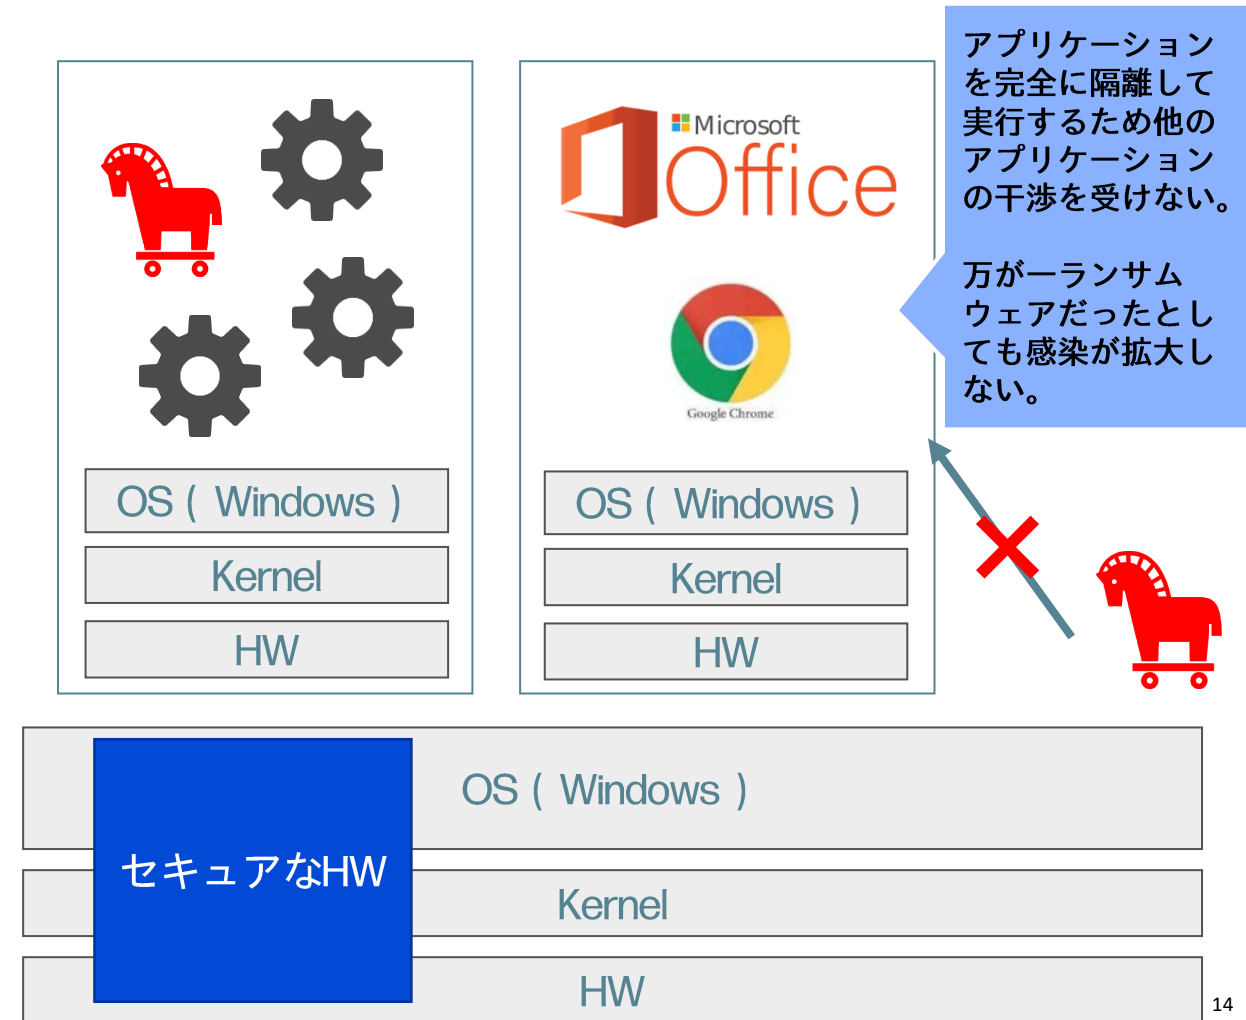 アプリケーション
を完全に隔離して
実行するため他の
アプリケーション
の干渉を受けない。
万が一ランサム
ウェアだったとし
ても感染が拡大し
ない。
Microsoft
Office
Google Chrome
OS ( Windows )
Kernel
HW
OS ( Windows )
Kernel
HW
OS ( Windows )
セキュアなHW
Kernel
HW
14